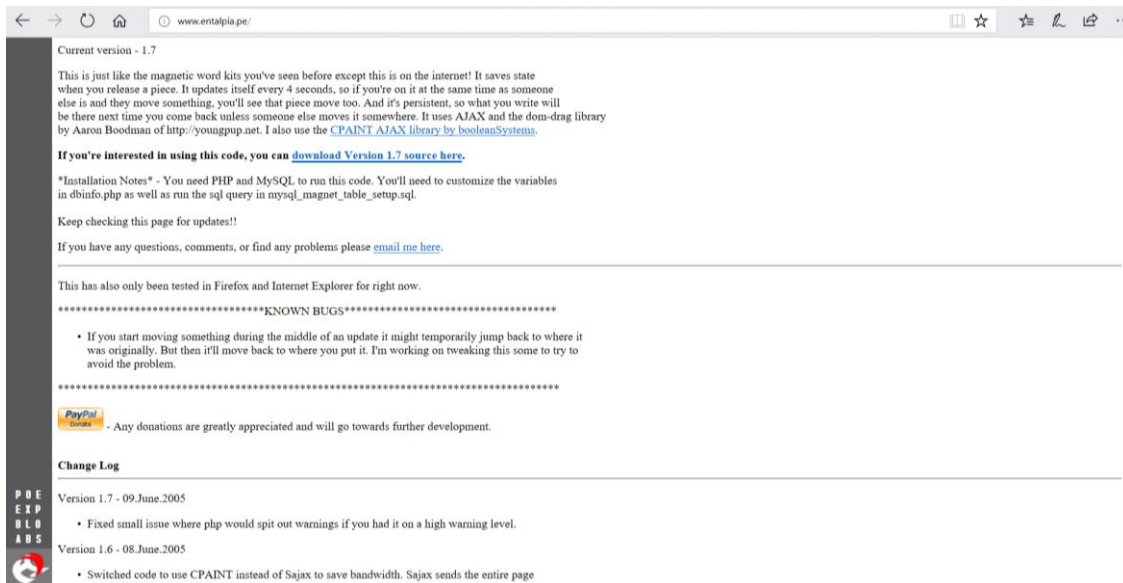 www.entalpia.pe/
Current version - 1.7
This is just like the magnetic word kits you've seen before except this is on the internet! It saves state
when you release a piece. It updates itself every 4 seconds, so if you're on it at the same time as someone
else is and they move something, you'll see that piece move too. And it's persistent, so what you write will
be there next time you come back unless someone else moves it somewhere. It uses AJAX and the dom-drag library
by Aaron Boodman of http://youngpup.net. I also use the CPAINT AJAX library by booleanSystems.
If you're interested in using this code, you can download Version 1.7 source here.
*Installation Notes* - You need PHP and MySQL to run this code. You'll need to customize the variables
in dbinfo.php as well as run the sql query in mysql_magnet_table_setup.sql.
Keep checking this page for updates!!
If you have any questions, comments, or find any problems please email me here.
This has also only been tested in Firefox and Internet Explorer for right now.
***********************************KNOWN BUGS************************************
• If you start moving something during the middle of an update it might temporarily jump back to where it
was originally. But then it'll move back to where you put it. I'm working on tweaking this some to try to
avoid the problem.
*************************************************************************************
PayPal
Donate
- Any donations are greatly appreciated and will go towards further development.
Change Log
Version 1.7 - 09.June.2005
• Fixed small issue where php would spit out warnings if you had it on a high warning level.
Version 1.6 - 08.June.2005
• Switched code to use CPAINT instead of Sajax to save bandwidth. Sajax sends the entire page
POE
EXP
BLO
ABS